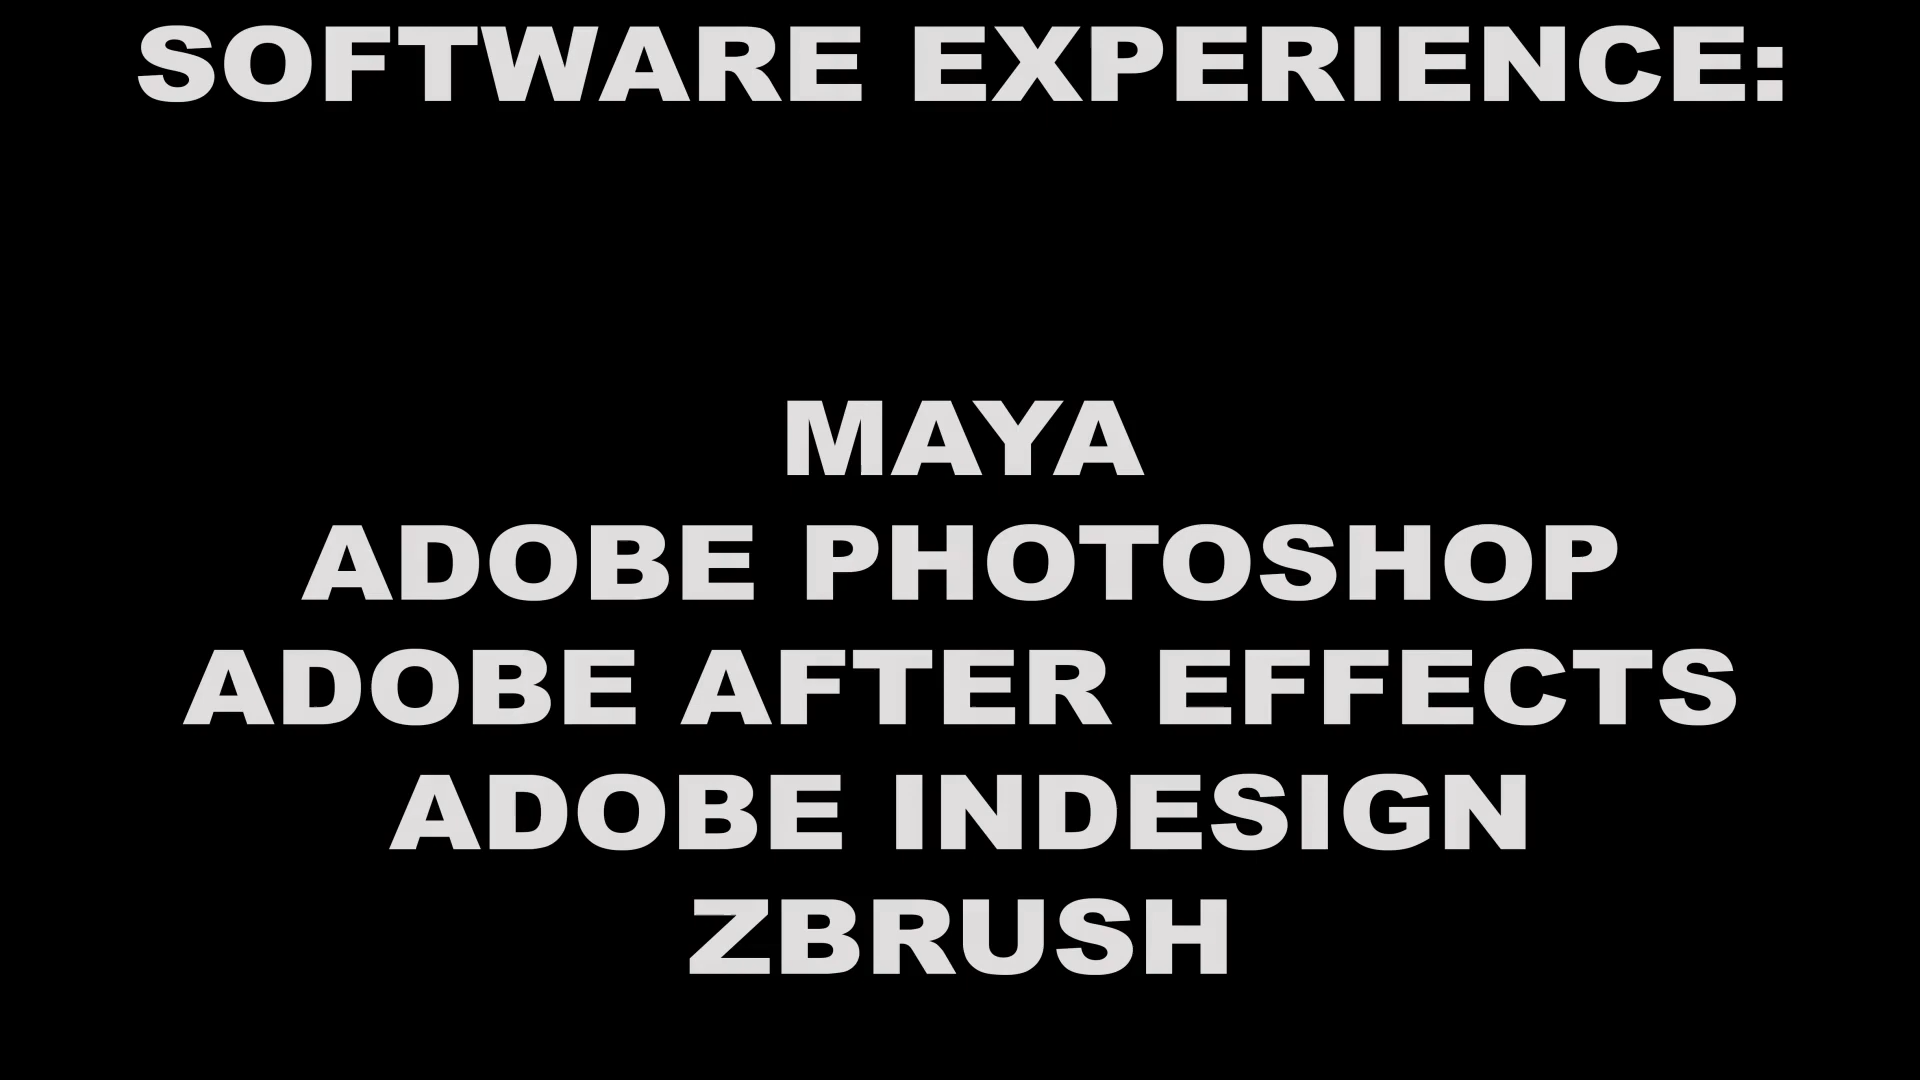 SOFTWARE EXPERIENCE:
MAYA
ADOBE PHOTOSHOP
ADOBE AFTER EFFECTS
ADOBE INDESIGN
ZBRUSH